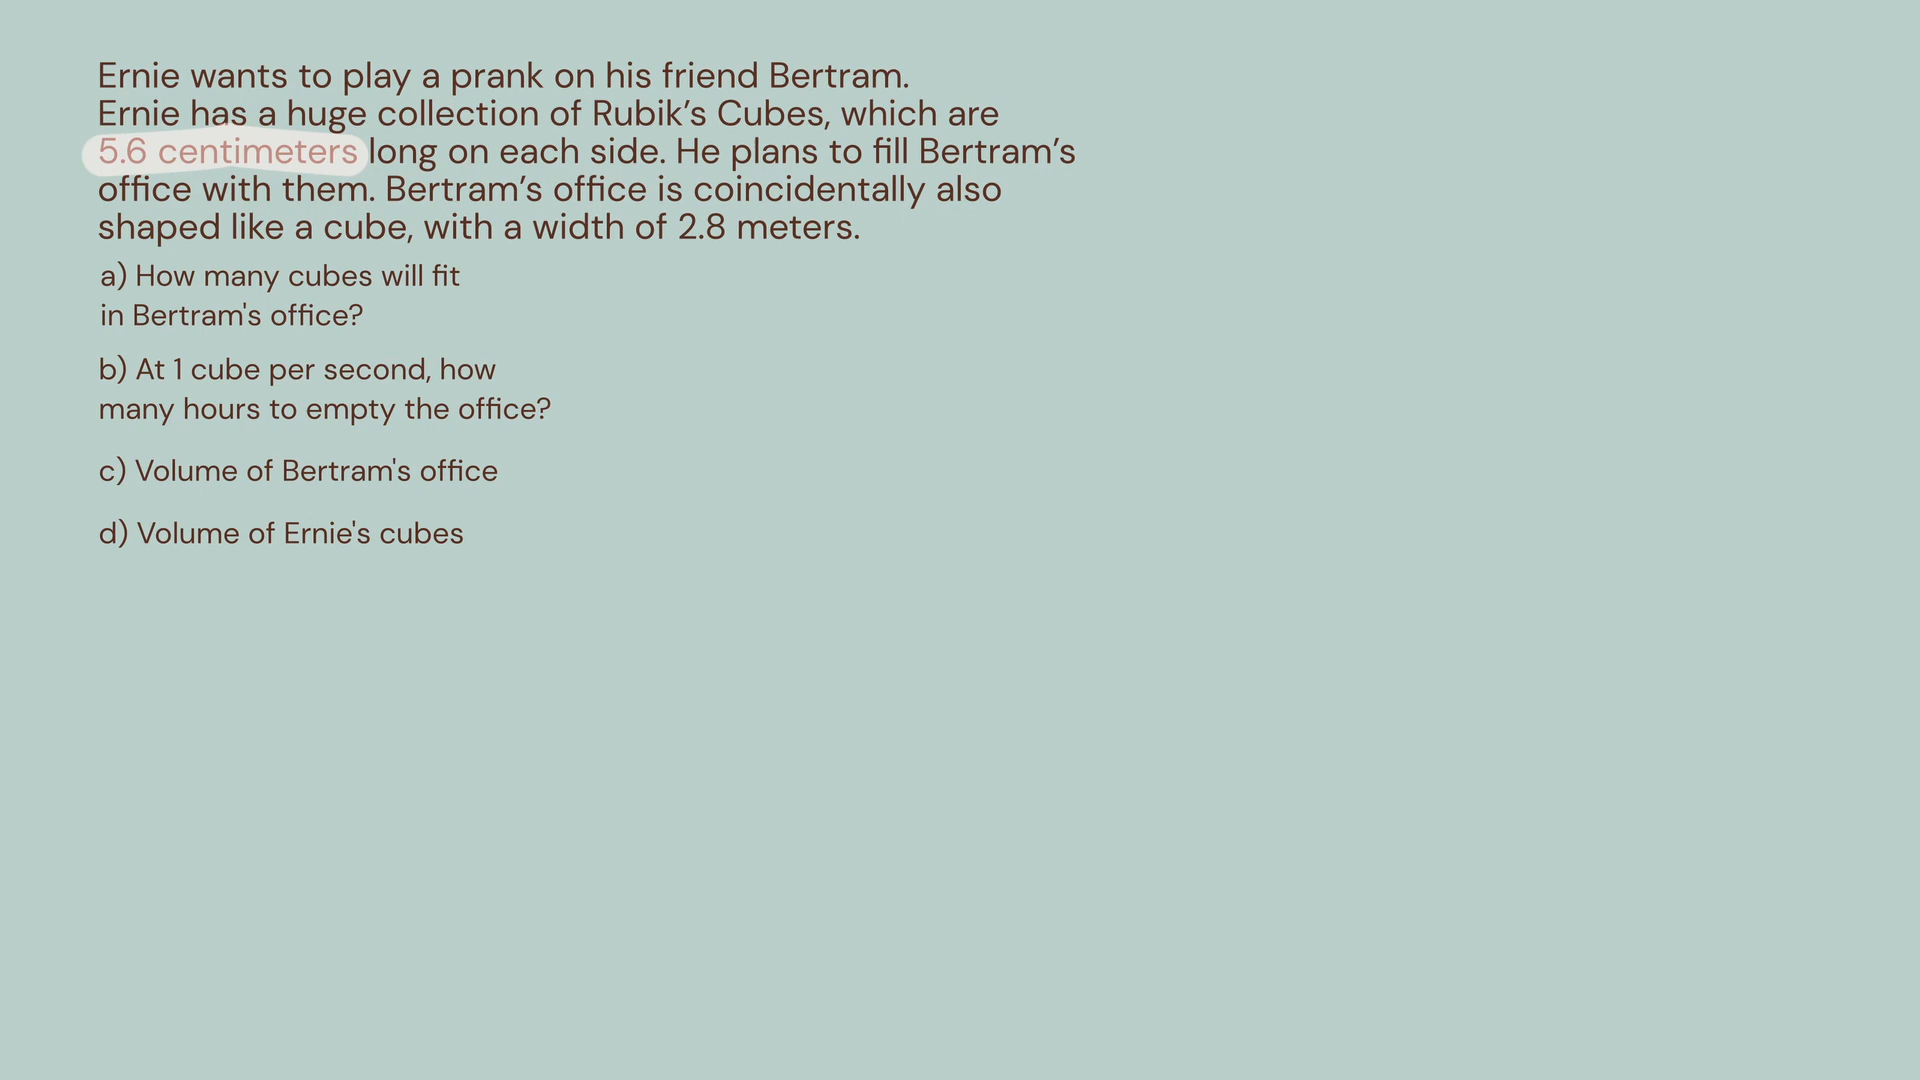 Ernie wants to play a prank on his friend Bertram.
Ernie has a huge collection of Rubik’s Cubes, which are
5.6 centimeters long on each side. He plans to fill Bertram’s
office with them. Bertram’s office is coincidentally also
shaped like a cube, with a width of 2.8 meters.
a) How many cubes will fit
in Bertram's office?
b) At 1 cube per second, how
many hours to empty the office?
c) Volume of Bertram's office
d) Volume of Ernie's cubes